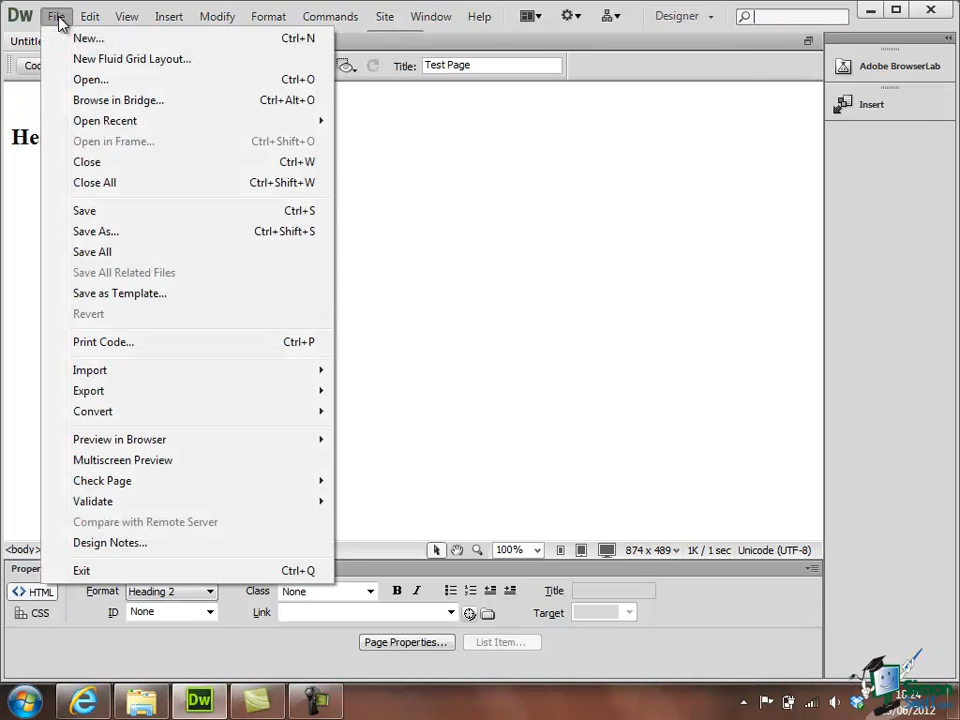 Dw File Edit View Insert Modify Format Commands Site Window Help Designer
Title: Test Page
New... Ctrl+N
New Fluid Grid Layout...
Open... Ctrl+O
Browse in Bridge... Ctrl+Alt+O
Open Recent
Open in Frame... Ctrl+Shift+O
Close Ctrl+W
Close All Ctrl+Shift+W
Save Ctrl+S
Save As... Ctrl+Shift+S
Save All
Save All Related Files
Save as Template...
Revert
Print Code... Ctrl+P
Import
Export
Convert
Preview in Browser
Multiscreen Preview
Check Page
Validate
Compare with Remote Server
Design Notes...
Exit Ctrl+Q
Adobe BrowserLab
Insert
He
<body> 100% 874 x 489 1K / 1 sec Unicode (UTF-8)
Proper
<> HTML Format Heading 2 Class None B I Title
CSS ID None Link Target
Page Properties... List Item...
Dw